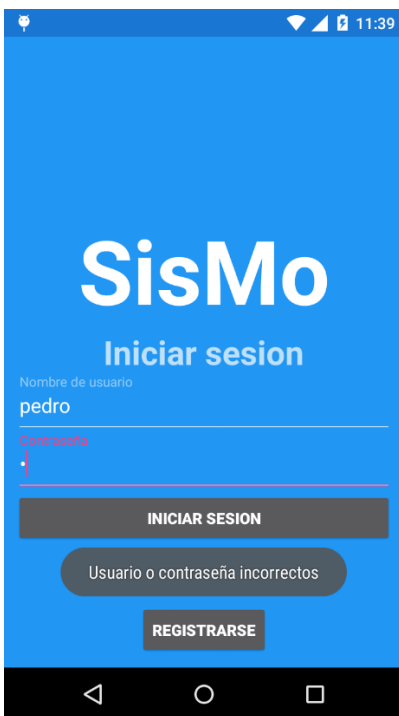 11:39
SisMo
Iniciar sesion
Nombre de usuario
pedro
Contraseña
•
INICIAR SESION
Usuario o contraseña incorrectos
REGISTRARSE